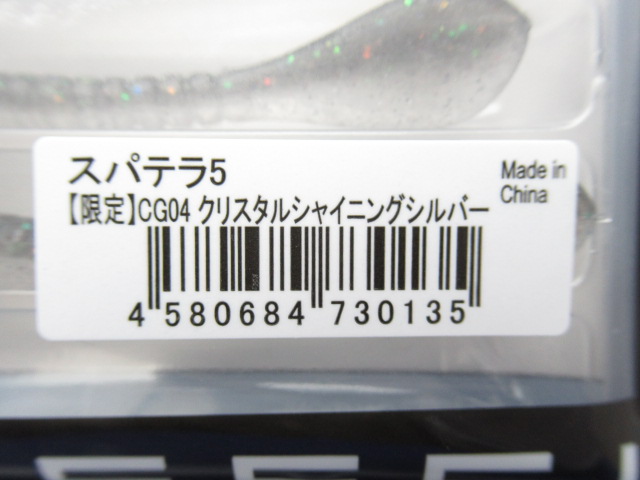 スパテラ5
Made in
China
【限定】CG04 クリスタルシャイニングシルバー
4 580684 730135